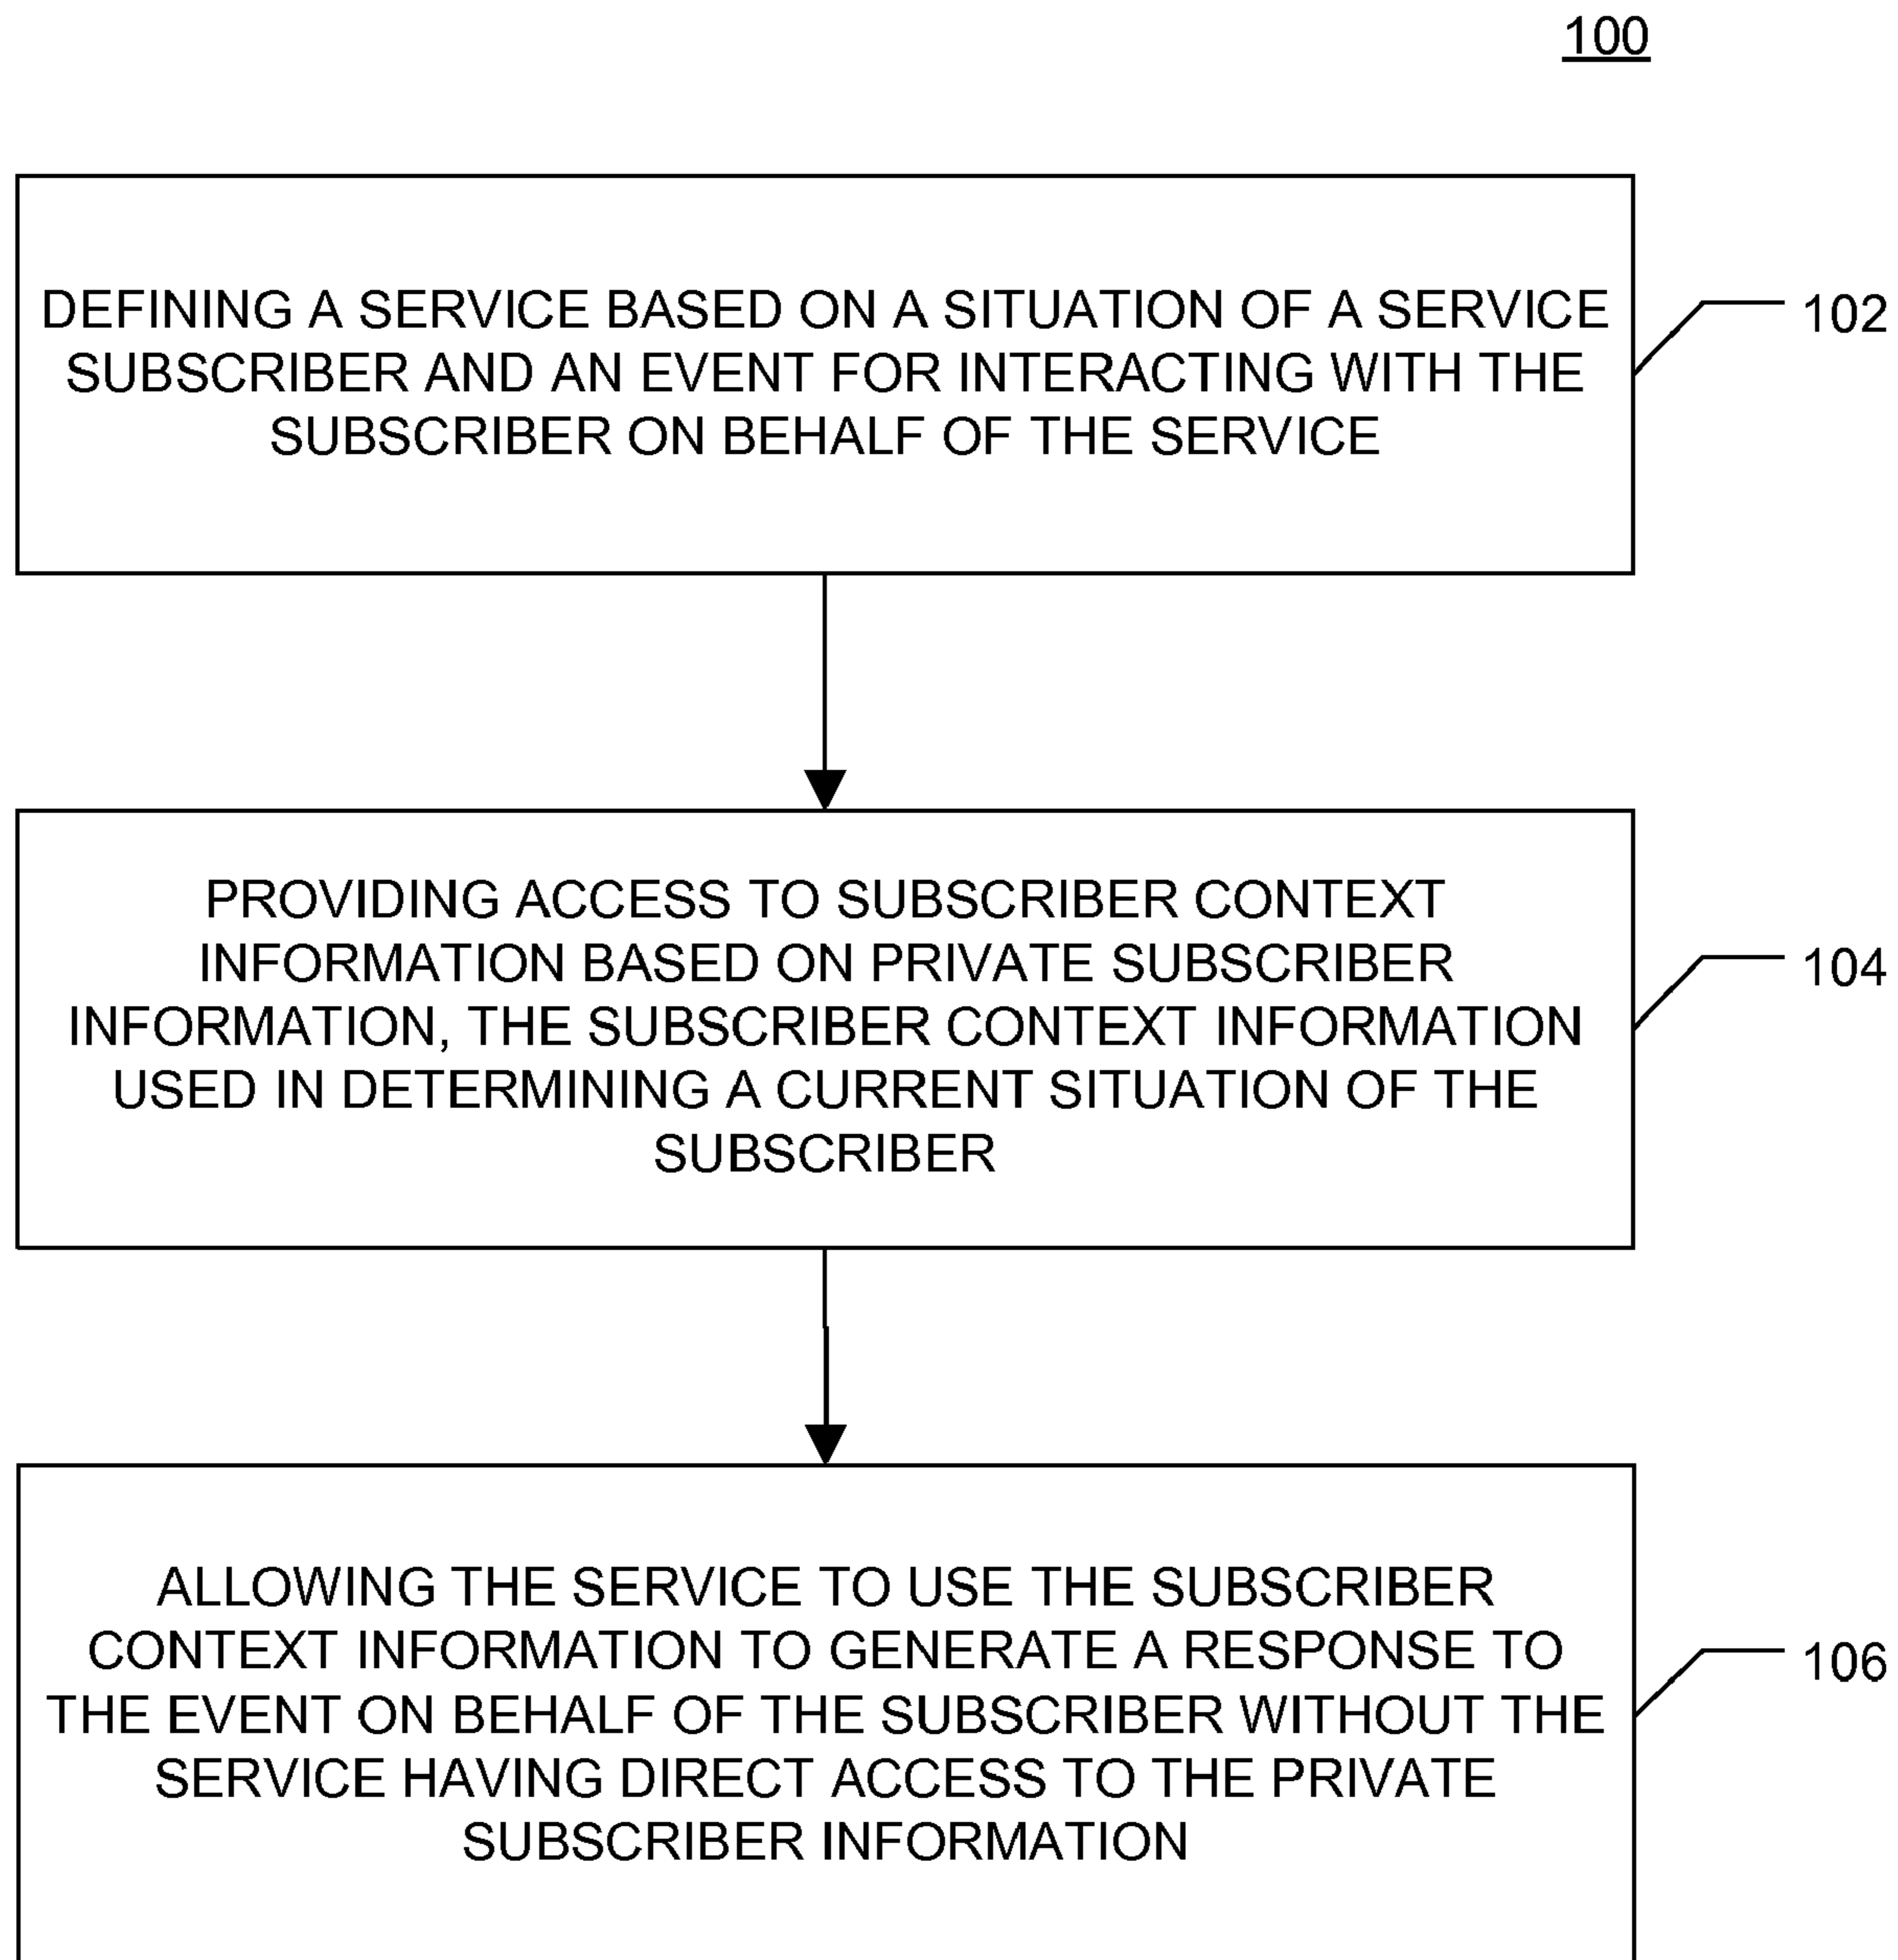 100
DEFINING A SERVICE BASED ON A SITUATION OF A SERVICE
SUBSCRIBER AND AN EVENT FOR INTERACTING WITH THE
SUBSCRIBER ON BEHALF OF THE SERVICE
102
PROVIDING ACCESS TO SUBSCRIBER CONTEXT
INFORMATION BASED ON PRIVATE SUBSCRIBER
INFORMATION, THE SUBSCRIBER CONTEXT INFORMATION
USED IN DETERMINING A CURRENT SITUATION OF THE
SUBSCRIBER
104
ALLOWING THE SERVICE TO USE THE SUBSCRIBER
CONTEXT INFORMATION TO GENERATE A RESPONSE TO
THE EVENT ON BEHALF OF THE SUBSCRIBER WITHOUT THE
SERVICE HAVING DIRECT ACCESS TO THE PRIVATE
SUBSCRIBER INFORMATION
106